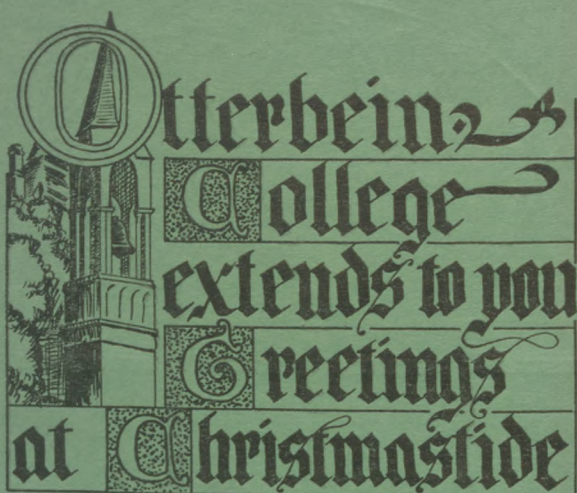 Otterbein
College
extends to you
Greetings
at Christmastide